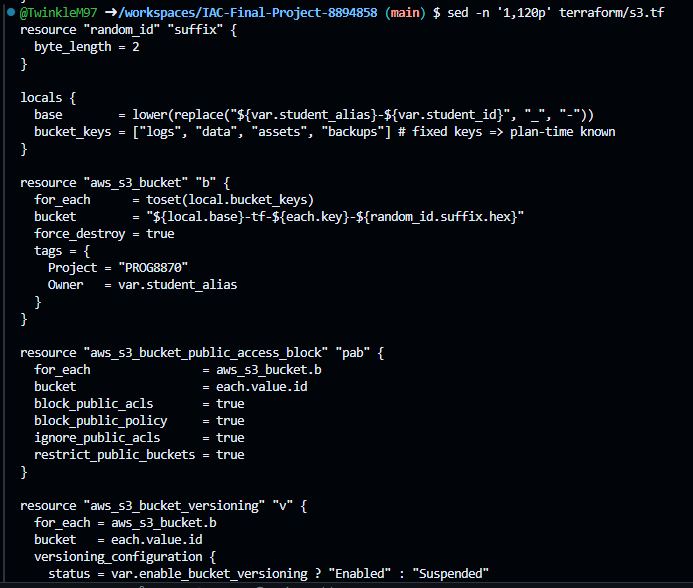 @TwinkleM97 ➜/workspaces/IAC-Final-Project-8894858 (main) $ sed -n '1,120p' terraform/s3.tf
resource "random_id" "suffix" {
  byte_length = 2
}

locals {
  base        = lower(replace("${var.student_alias}-${var.student_id}", "_", "-"))
  bucket_keys = ["logs", "data", "assets", "backups"] # fixed keys => plan-time known
}

resource "aws_s3_bucket" "b" {
  for_each      = toset(local.bucket_keys)
  bucket        = "${local.base}-tf-${each.key}-${random_id.suffix.hex}"
  force_destroy = true
  tags = {
    Project = "PROG8870"
    Owner   = var.student_alias
  }
}

resource "aws_s3_bucket_public_access_block" "pab" {
  for_each                = aws_s3_bucket.b
  bucket                  = each.value.id
  block_public_acls       = true
  block_public_policy     = true
  ignore_public_acls      = true
  restrict_public_buckets = true
}

resource "aws_s3_bucket_versioning" "v" {
  for_each = aws_s3_bucket.b
  bucket   = each.value.id
  versioning_configuration {
    status = var.enable_bucket_versioning ? "Enabled" : "Suspended"